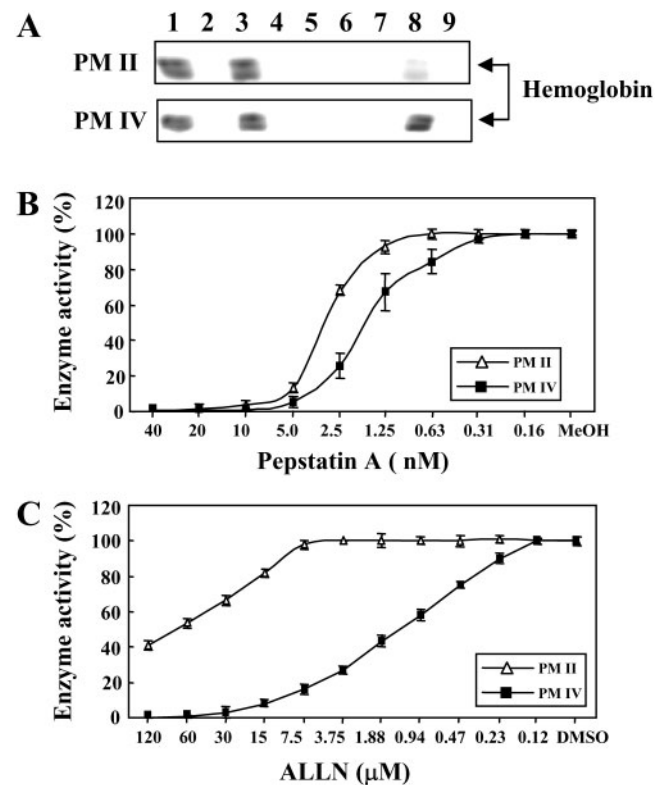 A
1 2 3 4 5 6 7 8 9
PM II
PM IV
Hemoglobin
B
Enzyme activity (%)
120
100
80
60
40
20
0
PM II
PM IV
40 20 10 5.0 2.5 1.25 0.63 0.31 0.16 MeOH
Pepstatin A ( nM)
C
Enzyme activity (%)
120
100
80
60
40
20
0
PM II
PM IV
120 60 30 15 7.5 3.75 1.88 0.94 0.47 0.23 0.12 DMSO
ALLN (μM)